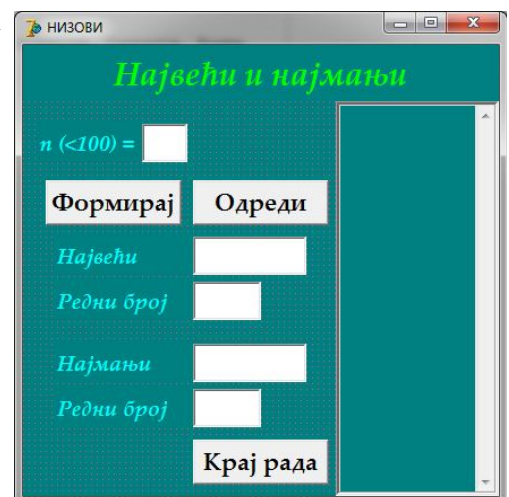 НИЗОВИ
Највећи и најмањи
n (<100) =
Формирај Одреди
Највећи
Редни број
Најмањи
Редни број
Крај рада